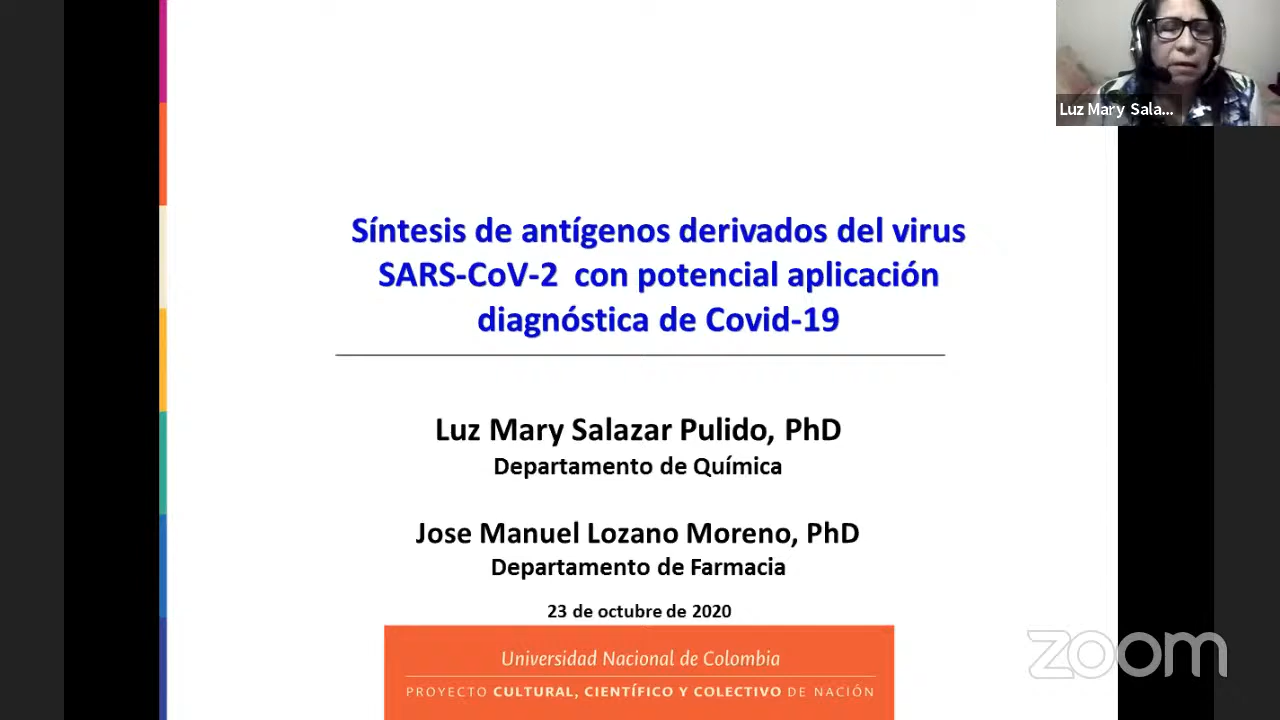 Luz Mary Sala...
Síntesis de antígenos derivados del virus
SARS-CoV-2 con potencial aplicación
diagnóstica de Covid-19
Luz Mary Salazar Pulido, PhD
Departamento de Química
Jose Manuel Lozano Moreno, PhD
Departamento de Farmacia
23 de octubre de 2020
Universidad Nacional de Colombia
PROYECTO CULTURAL, CIENTÍFICO Y COLECTIVO DE NACIÓN
zoom